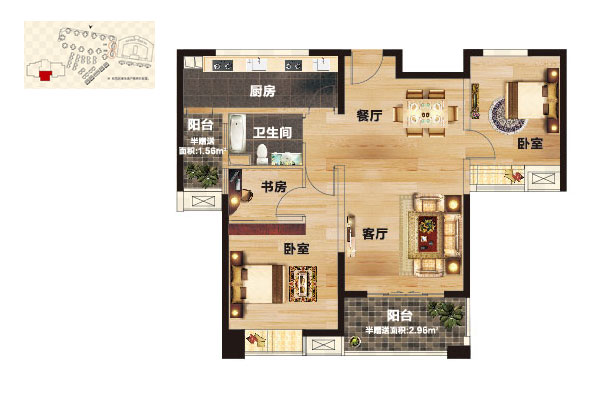 厨房
餐厅
阳台
半赠送
面积:1.56㎡
卫生间
卧室
书房
卧室
客厅
阳台
半赠送面积:2.96㎡